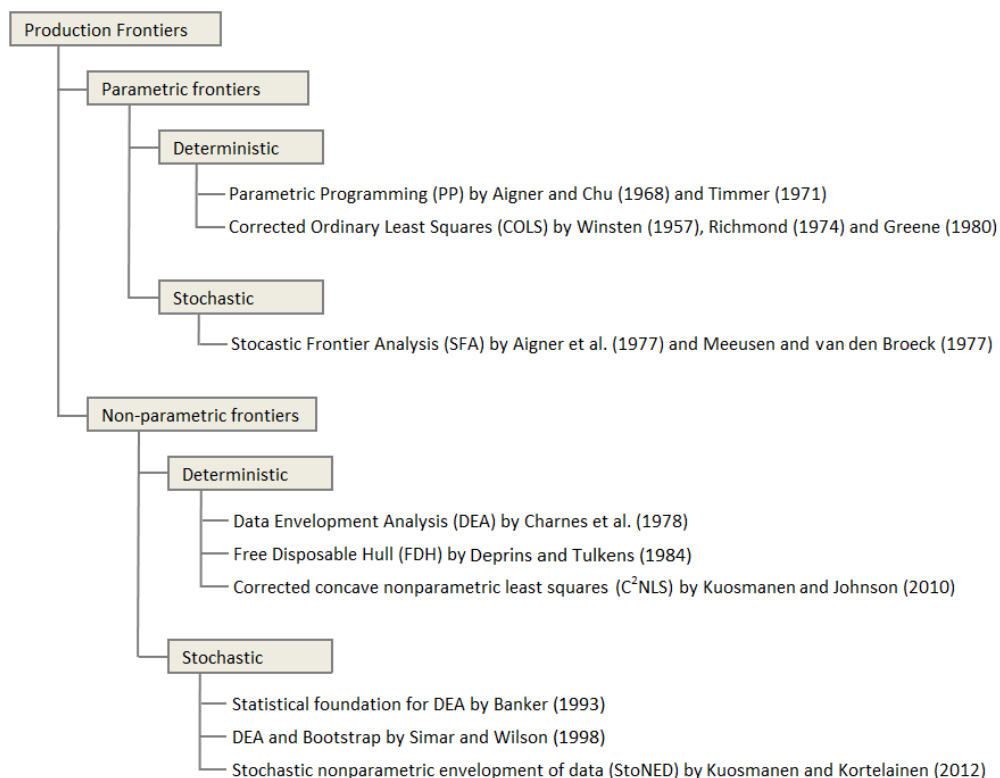 Production Frontiers
Parametric frontiers
Deterministic
Parametric Programming (PP) by Aigner and Chu (1968) and Timmer (1971)
Corrected Ordinary Least Squares (COLS) by Winsten (1957), Richmond (1974) and Greene (1980)
Stochastic
Stocastic Frontier Analysis (SFA) by Aigner et al. (1977) and Meeusen and van den Broeck (1977)
Non-parametric frontiers
Deterministic
Data Envelopment Analysis (DEA) by Charnes et al. (1978)
Free Disposable Hull (FDH) by Deprins and Tulkens (1984)
Corrected concave nonparametric least squares (C²NLS) by Kuosmanen and Johnson (2010)
Stochastic
Statistical foundation for DEA by Banker (1993)
DEA and Bootstrap by Simar and Wilson (1998)
Stochastic nonparametric envelopment of data (StoNED) by Kuosmanen and Kortelainen (2012)